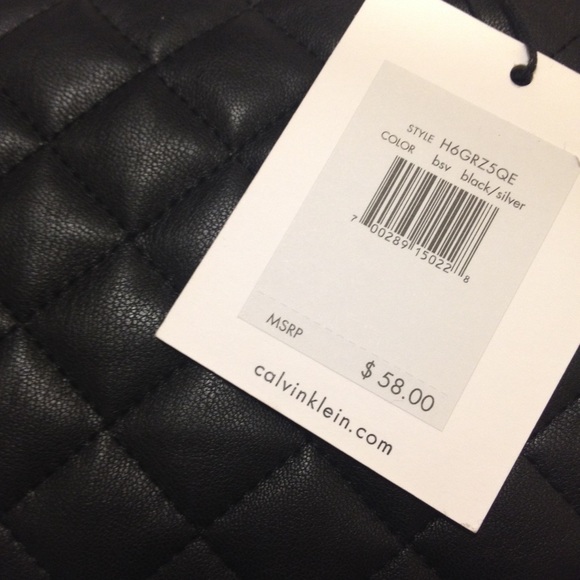 STYLE H6GRZ5QE
COLOR bsv black/silver
7 00289 15022 8
MSRP $ 58.00
calvinklein.com